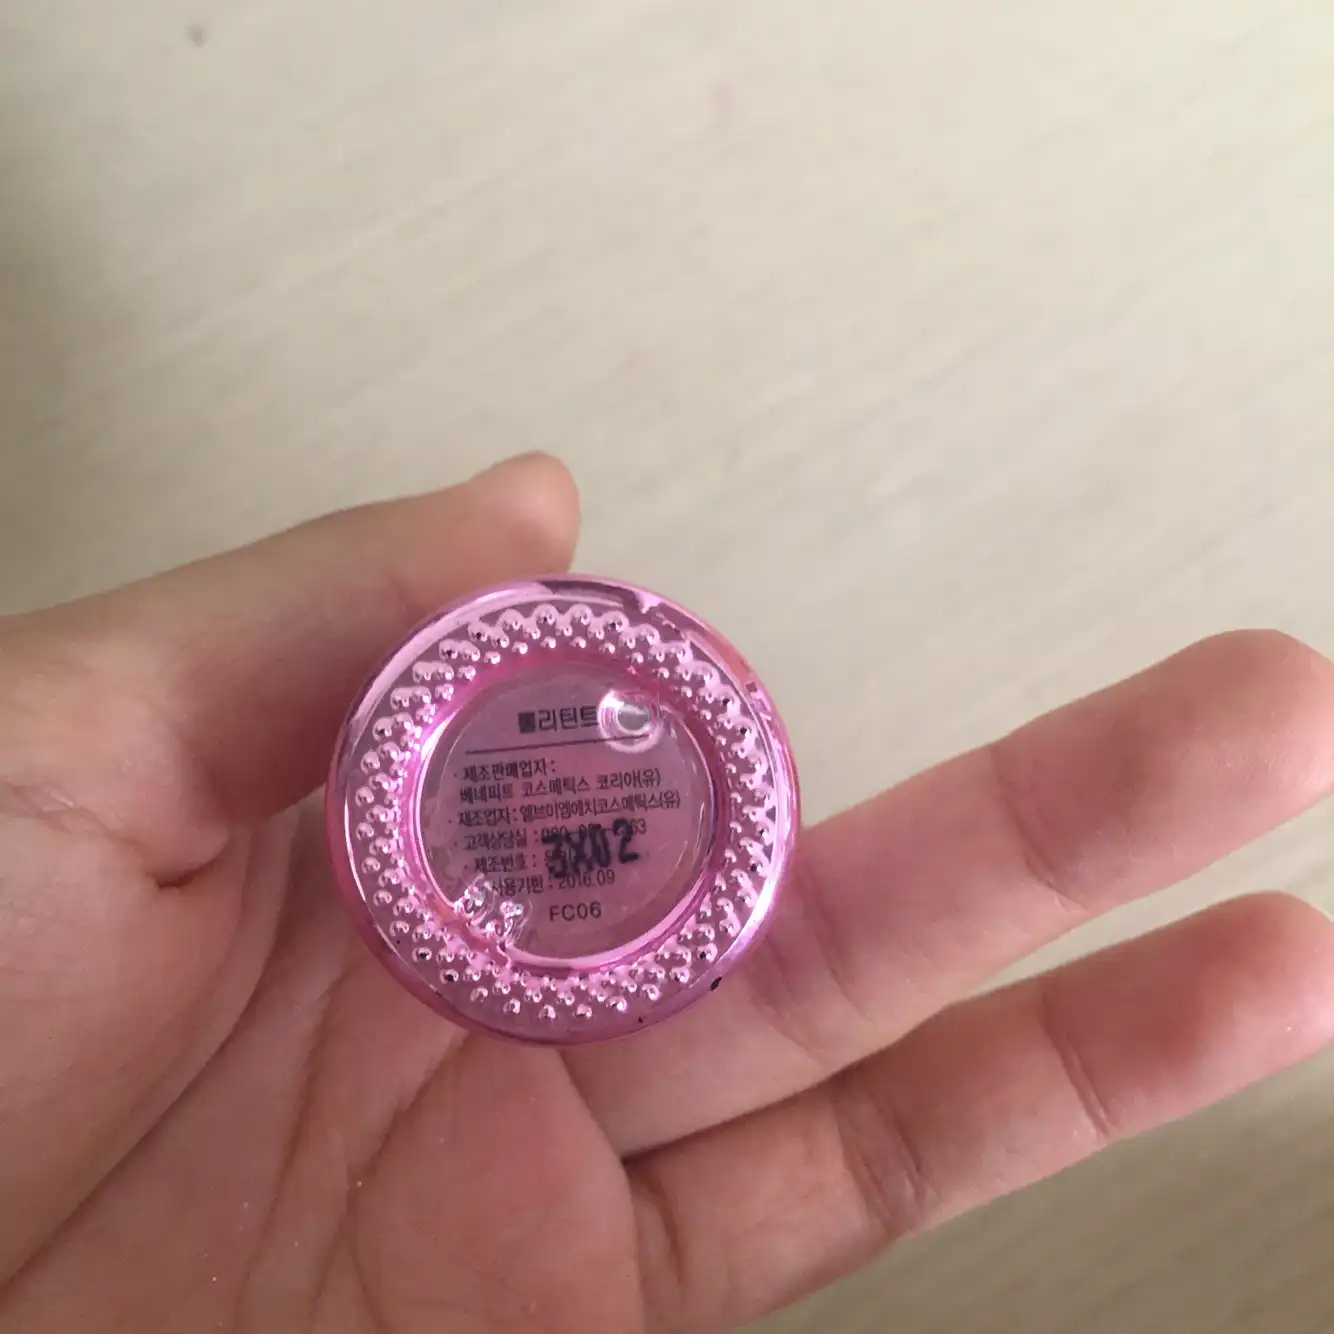 롤리틴트
· 제조판매업자 :
베네피트 코스메틱스 코리아(유)
· 제조업자 : 엘브이엠에치코스메틱스(유)
· 고객상담실 : 080 63
· 제조번호 :
3X02
사용기한 : 2016.09
FC06